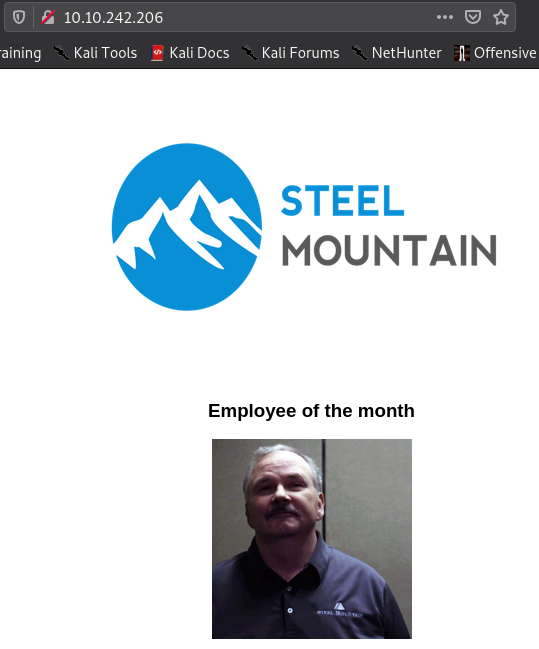 10.10.242.206
raining Kali Tools Kali Docs Kali Forums NetHunter Offensive
STEEL
MOUNTAIN
Employee of the month
STEEL MOUNTAIN